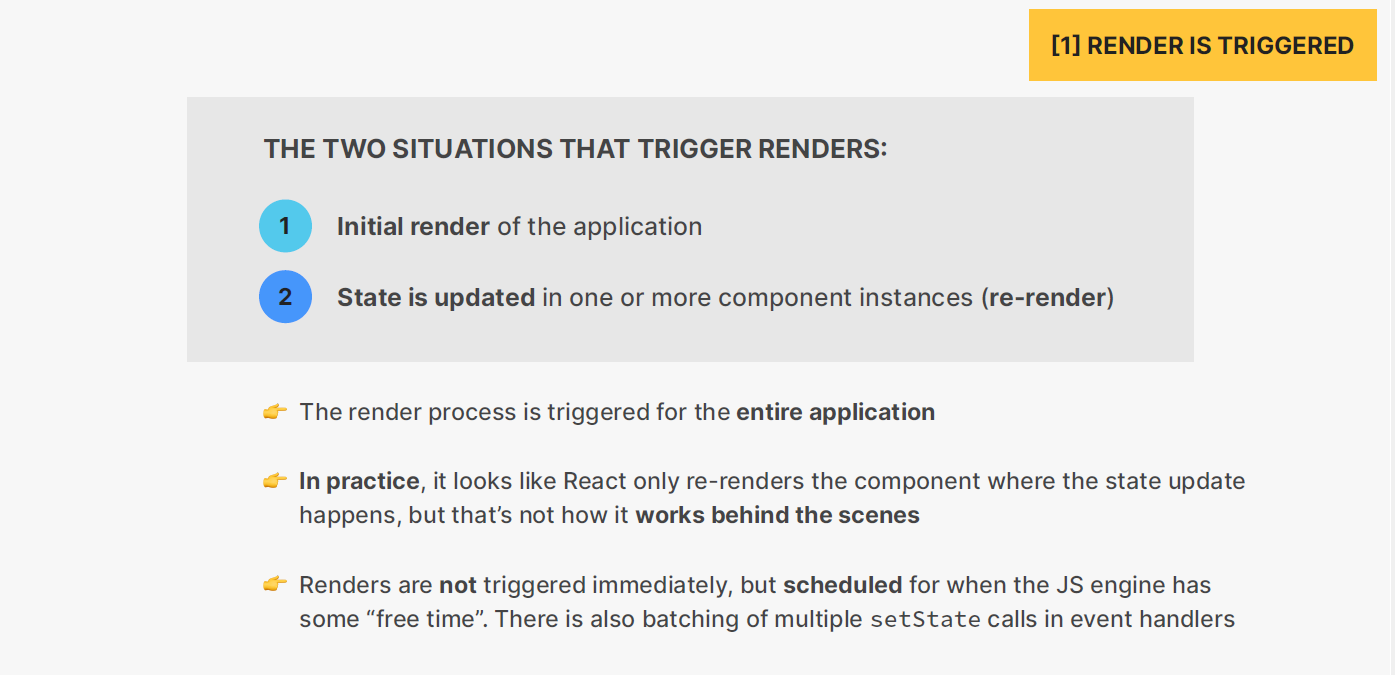 [1] RENDER IS TRIGGERED
THE TWO SITUATIONS THAT TRIGGER RENDERS:
1 Initial render of the application
2 State is updated in one or more component instances (re-render)
👉 The render process is triggered for the entire application
👉 In practice, it looks like React only re-renders the component where the state update
happens, but that’s not how it works behind the scenes
👉 Renders are not triggered immediately, but scheduled for when the JS engine has
some “free time”. There is also batching of multiple setState calls in event handlers